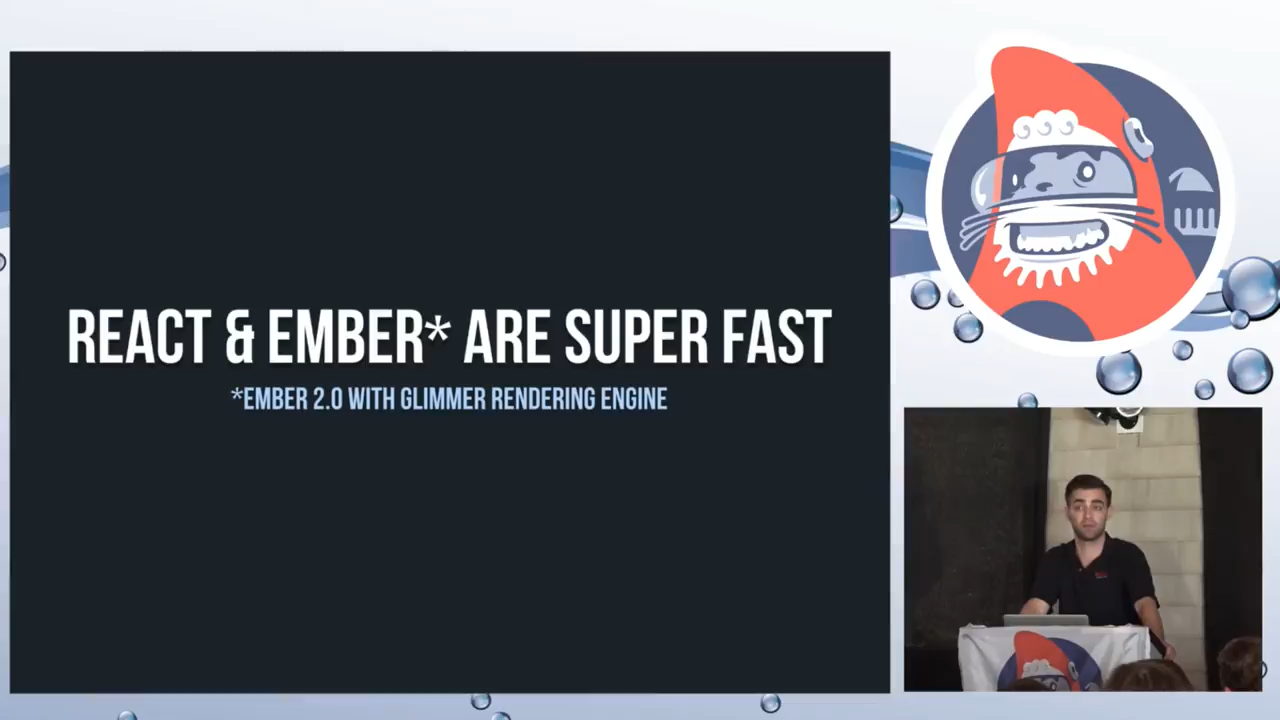 REACT & EMBER* ARE SUPER FAST
*EMBER 2.0 WITH GLIMMER RENDERING ENGINE